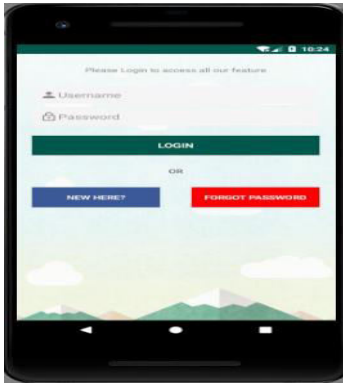 10:24
Please Login to access all our feature
Username
Password
LOGIN
OR
NEW HERE?
FORGOT PASSWORD